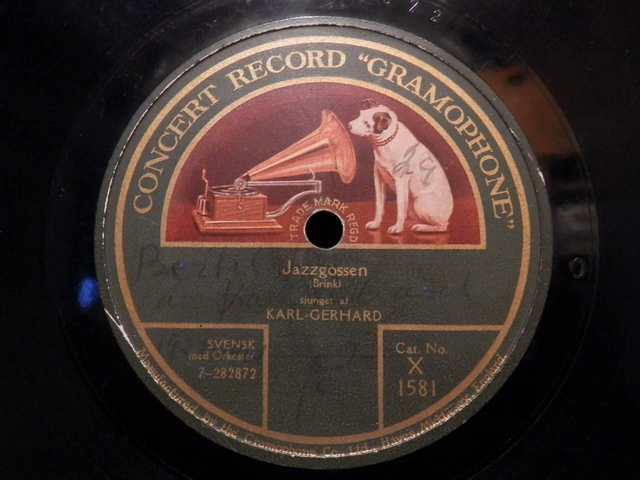 CONCERT RECORD "GRAMOPHONE"
29
TRADE MARK REGD
Jazzgossen
(Brink)
sjunget af
KARL-GERHARD
SVENSK
med Orkester
7-282872
Cat. No.
X
1581
Manufactured by The Gramophone Co., Ltd., Hayes, Middlesex, England.